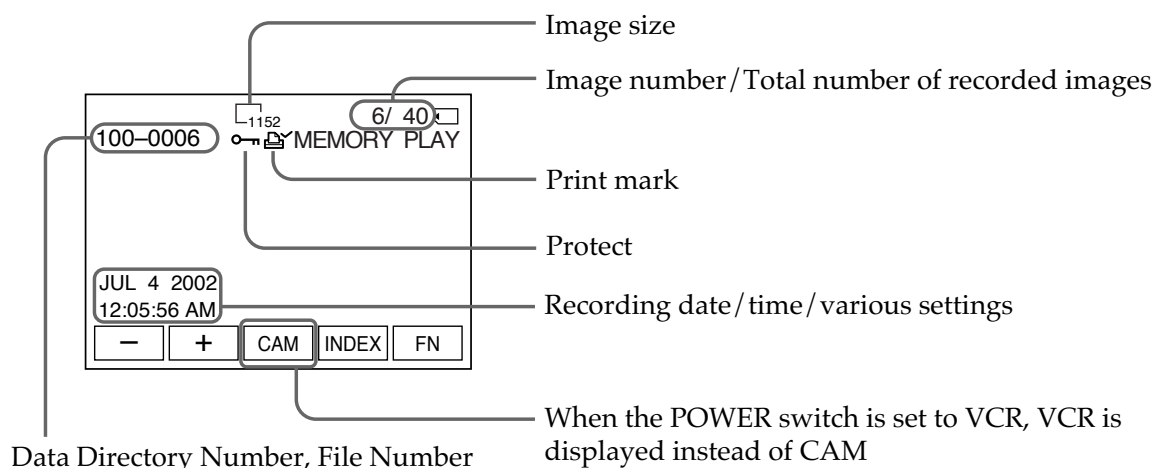 Image size
Image number/Total number of recorded images
1152
6/ 40
100–0006
MEMORY PLAY
Print mark
Protect
JUL 4 2002
12:05:56 AM
Recording date/time/various settings
− + CAM INDEX FN
When the POWER switch is set to VCR, VCR is
displayed instead of CAM
Data Directory Number, File Number